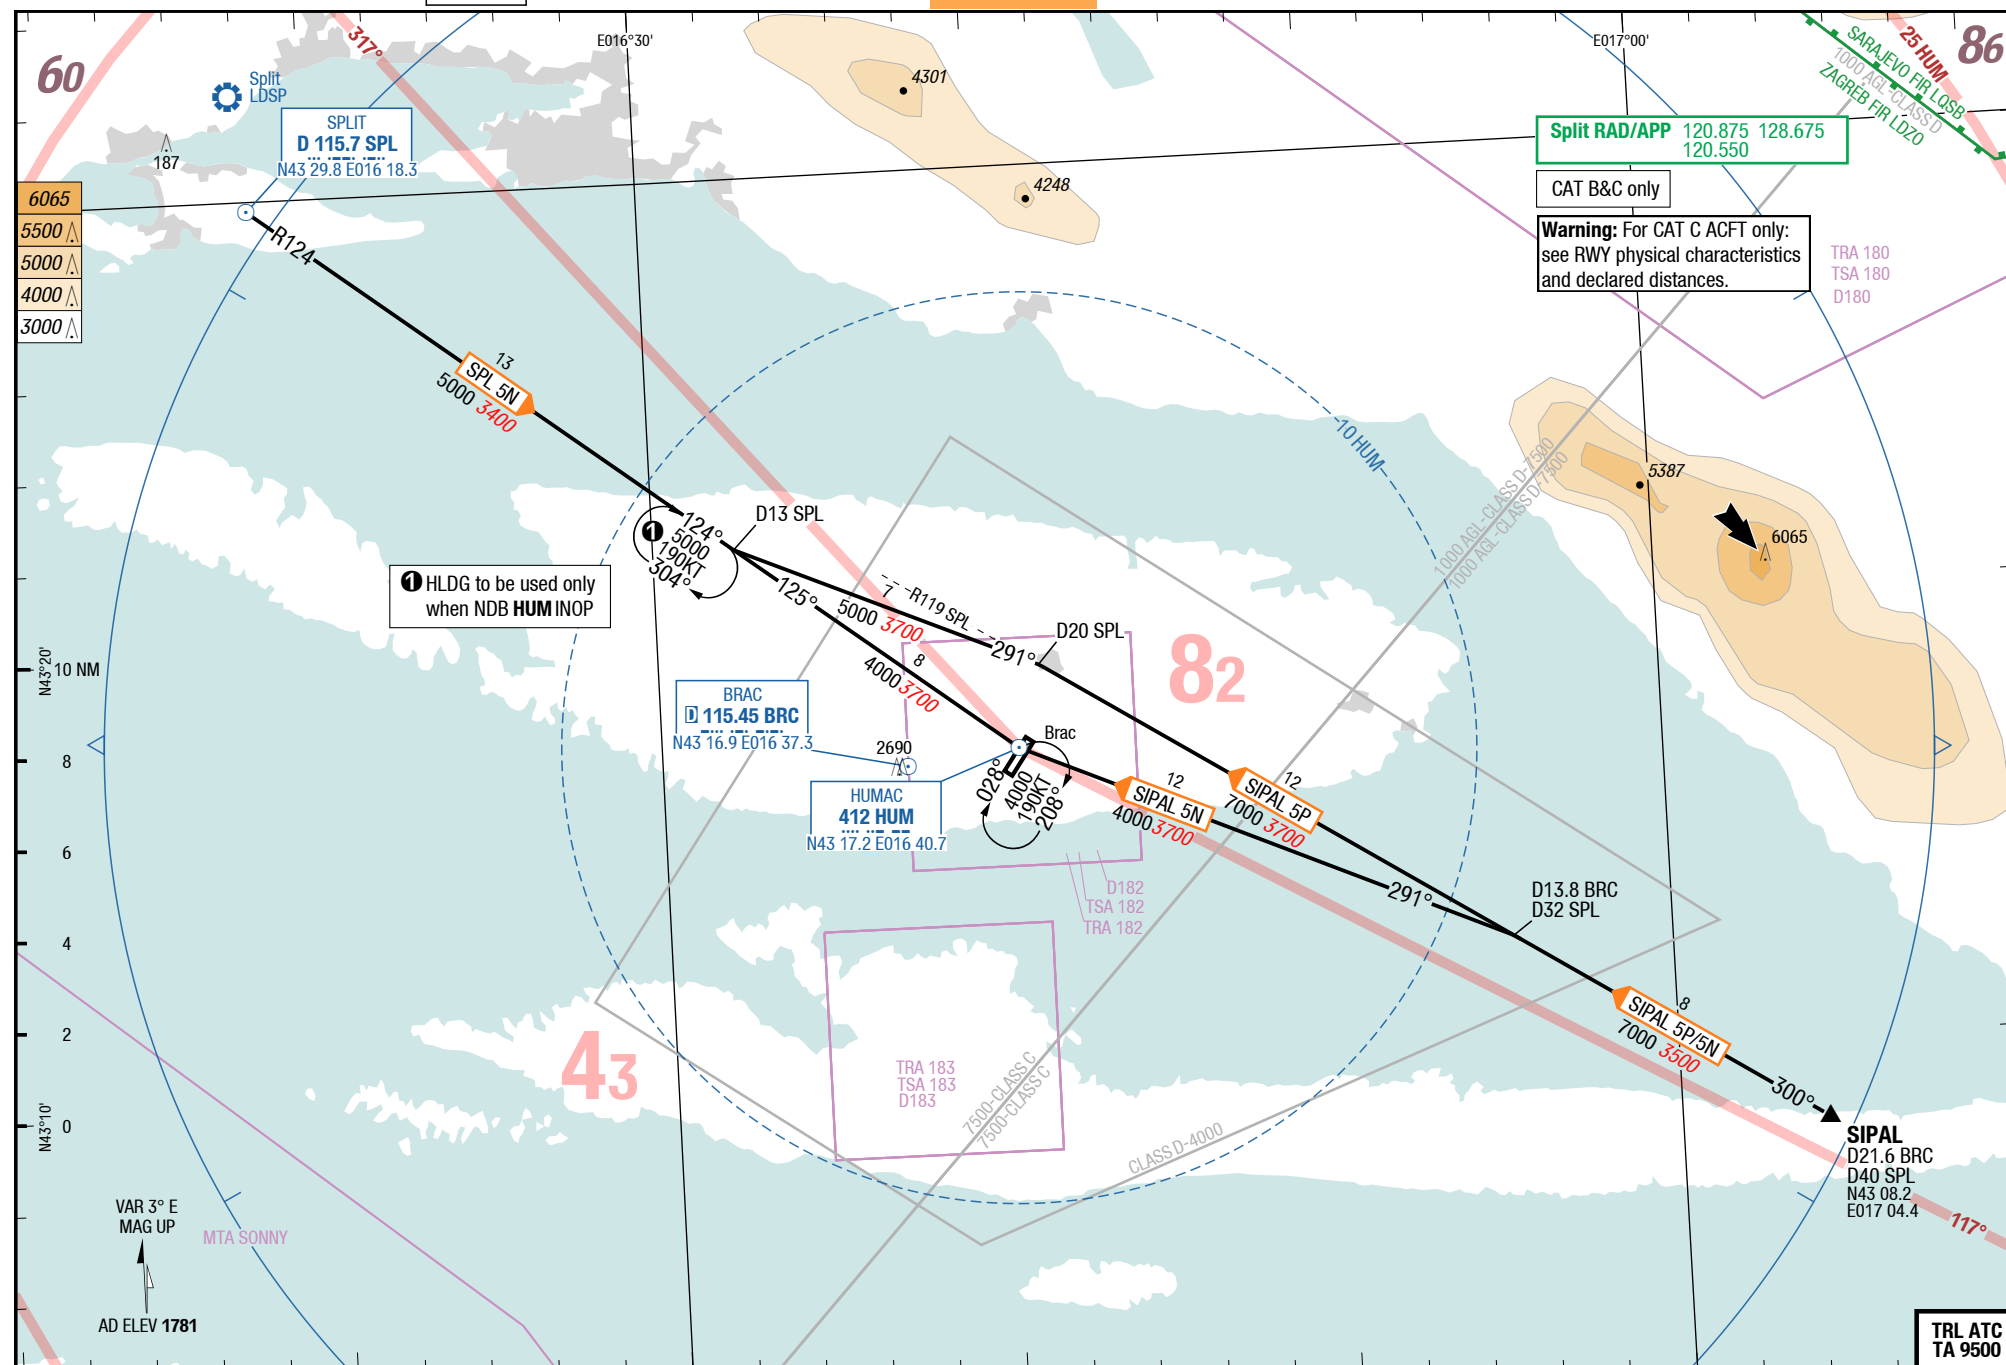 60
Split
LDSP
187
SPLIT
D 115.7 SPL
N43 29.8 E016 18.3
317°
E016°30'
4301
4248
E017°00'
25 HUM
86
SARAJEVO FIR LQSB
1000 AGL-CLASS D
ZAGREB FIR LDZO
Split RAD/APP 120.875 128.675
120.550
CAT B&C only
Warning: For CAT C ACFT only:
see RWY physical characteristics
and declared distances.
TRA 180
TSA 180
D180
6065
5500
5000
4000
3000
R124
13
SPL 5N
5000 3400
10 HUM
1000 AGL-CLASS D-7500
1000 AGL-CLASS D-7500
5387
6065
D13 SPL
1
124°
5000
190KT
304°
1 HLDG to be used only
when NDB HUM INOP
125°
7
R119 SPL
5000 3700
291°
D20 SPL
8
4000 3700
82
N43°20'
10 NM
8
6
4
2
0
N43°10'
BRAC
D 115.45 BRC
N43 16.9 E016 37.3
2690
Brac
HUMAC
412 HUM
N43 17.2 E016 40.7
028°
4000
190KT
208°
12
SIPAL 5N
4000 3700
12
SIPAL 5P
7000 3700
291°
D182
TSA 182
TRA 182
D13.8 BRC
D32 SPL
8
SIPAL 5P/5N
7000 3500
300°
43
TRA 183
TSA 183
D183
7500-CLASS C
7500-CLASS C
CLASS D-4000
SIPAL
D21.6 BRC
D40 SPL
N43 08.2
E017 04.4
117°
VAR 3° E
MAG UP
AD ELEV 1781
MTA SONNY
TRL ATC
TA 9500